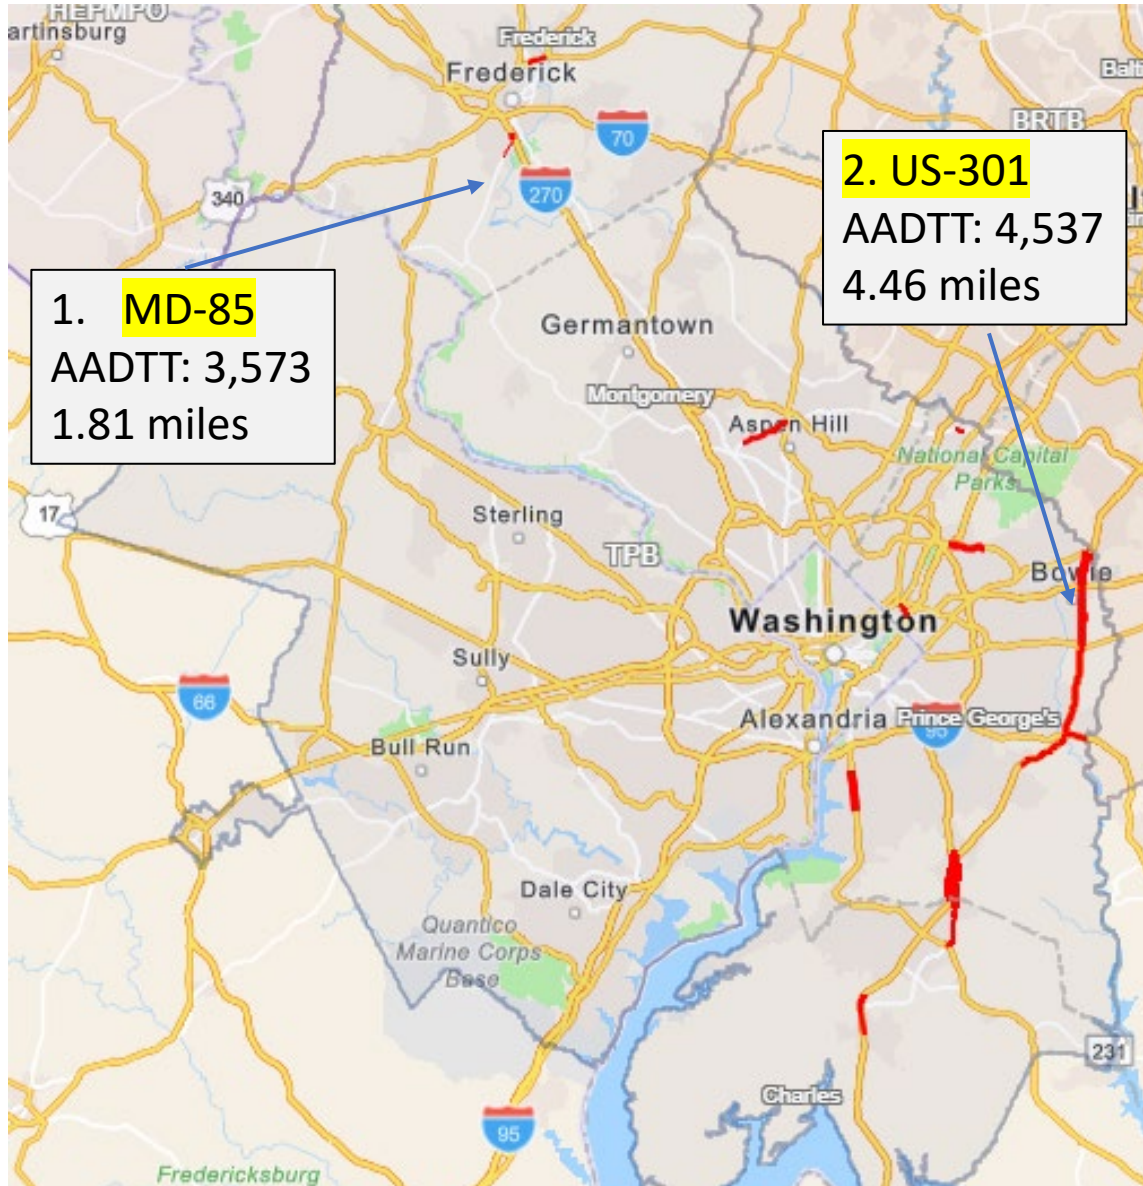 HEPMPO
artinsburg
Frederick
Frederick
Balti
70
BRTB
340
270
2. US-301
AADTT: 4,537
4.46 miles
1. MD-85
AADTT: 3,573
1.81 miles
Germantown
Montgomery
Aspen Hill
National Capital
Parks
17
Sterling
TPB
Bowie
Washington
Sully
66
Alexandria
Prince George's
95
Bull Run
Dale City
Quantico
Marine Corps
Base
231
Charles
95
Fredericksburg